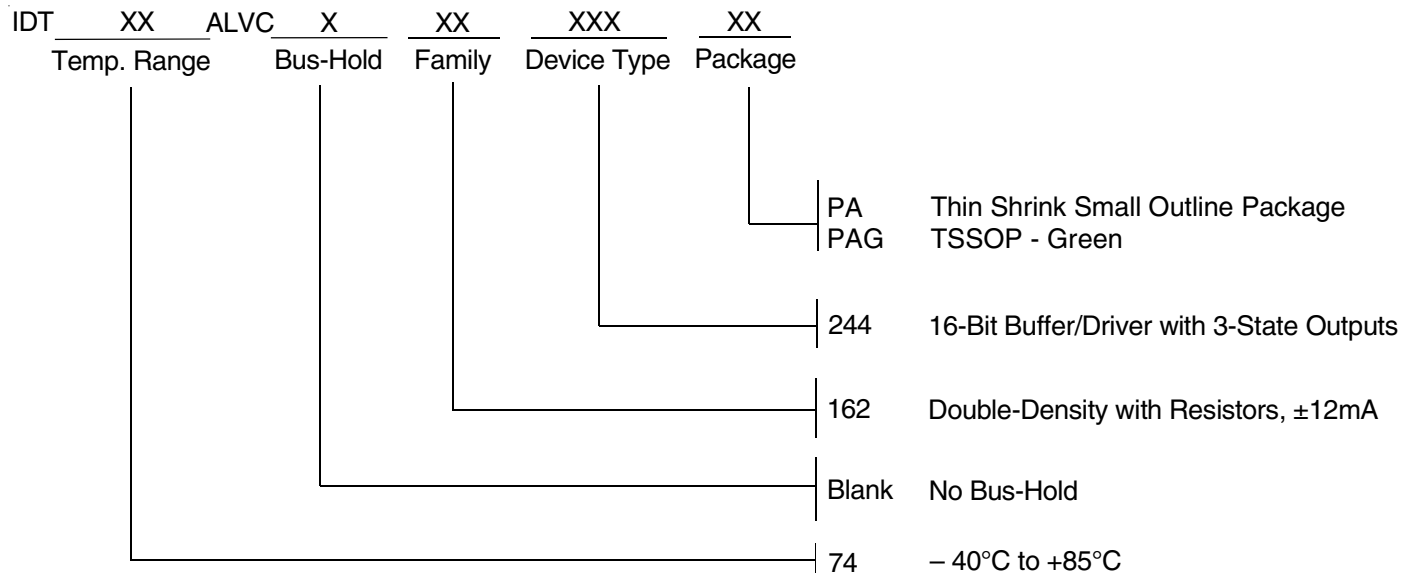 IDT XX ALVC X XX XXX XX
Temp. Range Bus-Hold Family Device Type Package
PA Thin Shrink Small Outline Package
PAG TSSOP - Green
244 16-Bit Buffer/Driver with 3-State Outputs
162 Double-Density with Resistors, ±12mA
Blank No Bus-Hold
74 – 40°C to +85°C